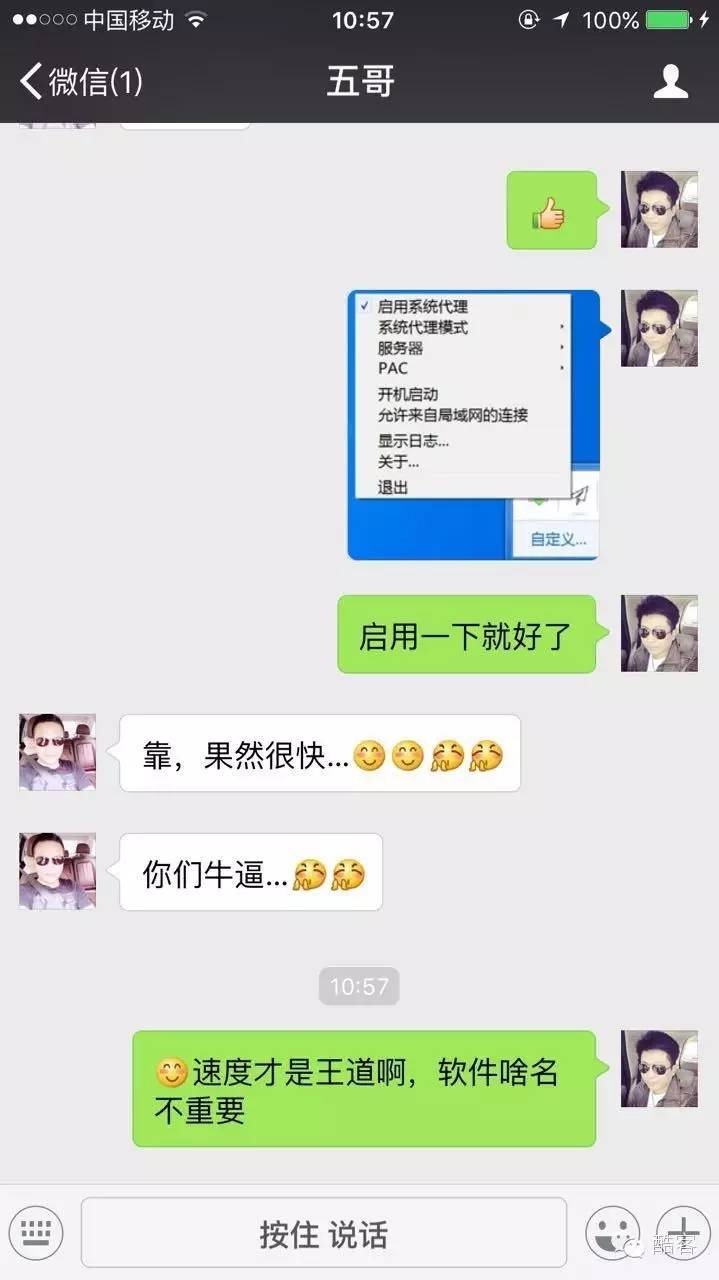 中国移动
10:57
100%
微信(1)
五哥
启用系统代理
系统代理模式
服务器
PAC
开机启动
允许来自局域网的连接
显示日志...
关于...
退出
自定义...
启用一下就好了
靠，果然很快...
你们牛逼...
10:57
速度才是王道啊，软件啥名
不重要
按住 说话
酷客